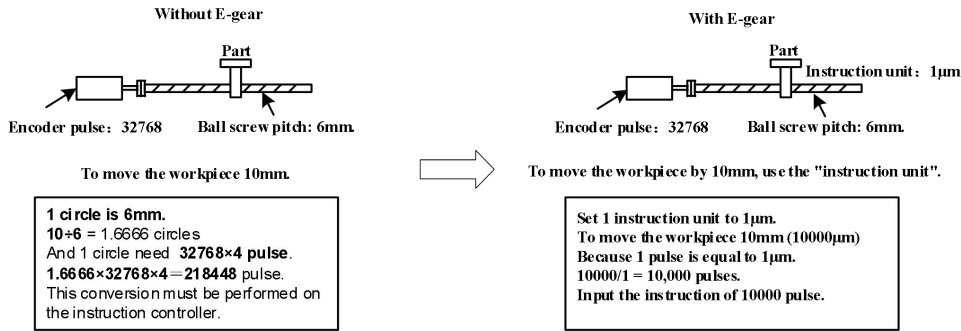 Without E-gear
Part
Encoder pulse：32768
Ball screw pitch: 6mm.
To move the workpiece 10mm.
1 circle is 6mm.
10÷6 = 1.6666 circles
And 1 circle need 32768×4 pulse.
1.6666×32768×4＝218448 pulse.
This conversion must be performed on
the instruction controller.
With E-gear
Part
Instruction unit：1μm
Encoder pulse：32768
Ball screw pitch: 6mm.
To move the workpiece by 10mm, use the "instruction unit".
Set 1 instruction unit to 1μm.
To move the workpiece 10mm (10000μm)
Because 1 pulse is equal to 1μm.
10000/1 = 10,000 pulses.
Input the instruction of 10000 pulse.